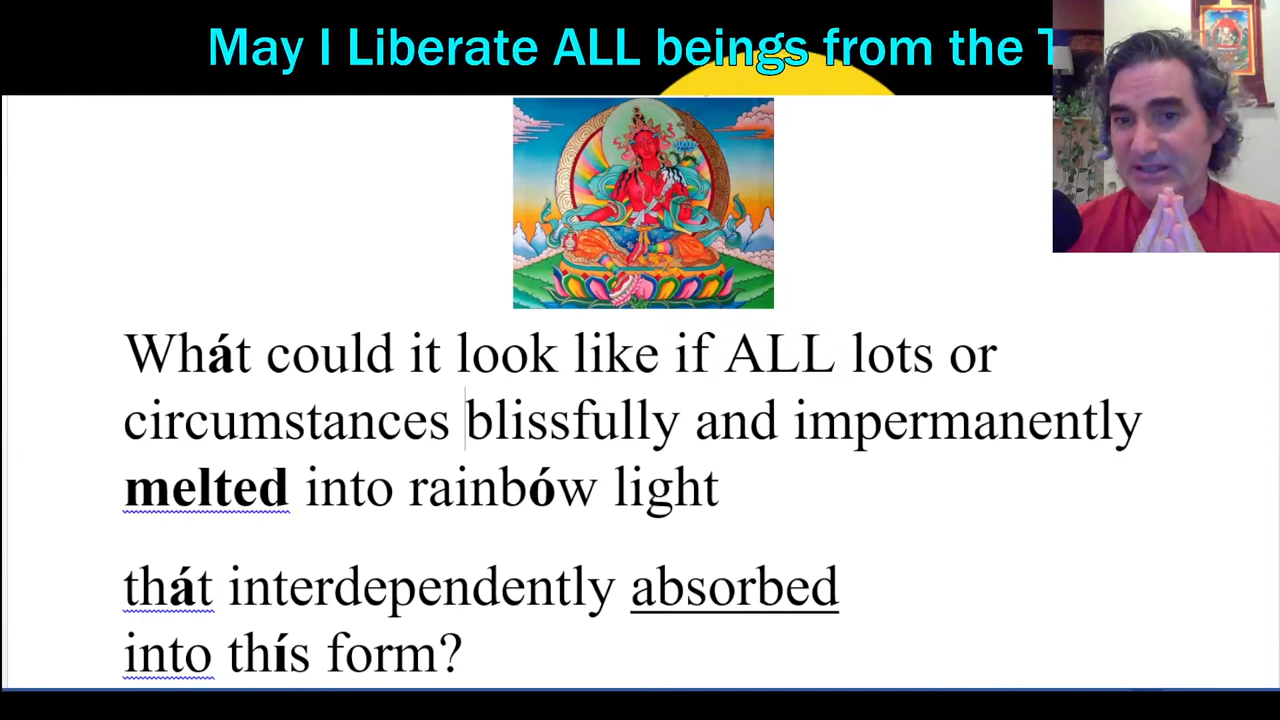 May I Liberate ALL beings from the T
Whát could it look like if ALL lots or
circumstances blissfully and impermanently
melted into rainbów light
thát interdependently absorbed
into thís form?